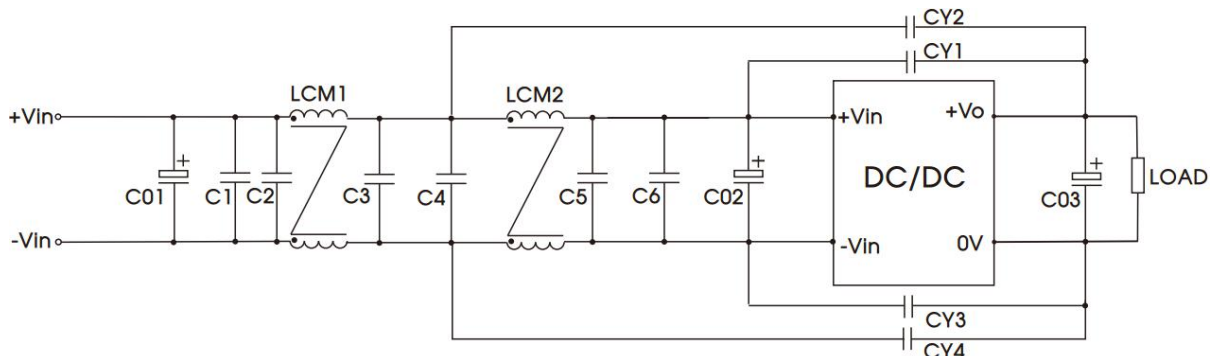 CY2
CY1
LCM1
LCM2
+Vin
+Vin
+Vo
+
C01
C1
C2
C3
C4
C5
C6
+
C02
DC/DC
+
C03
LOAD
-Vin
-Vin
0V
CY3
CY4